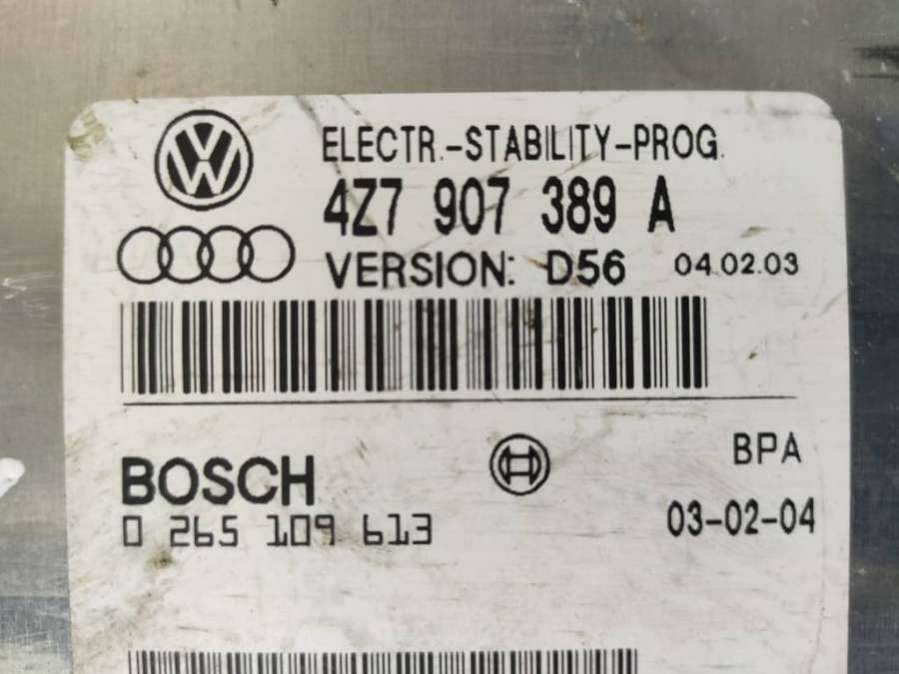 ELECTR.-STABILITY-PROG.
4Z7 907 389 A
VERSION: D56 04.02.03
BOSCH
BPA
0 265 109 613
03-02-04